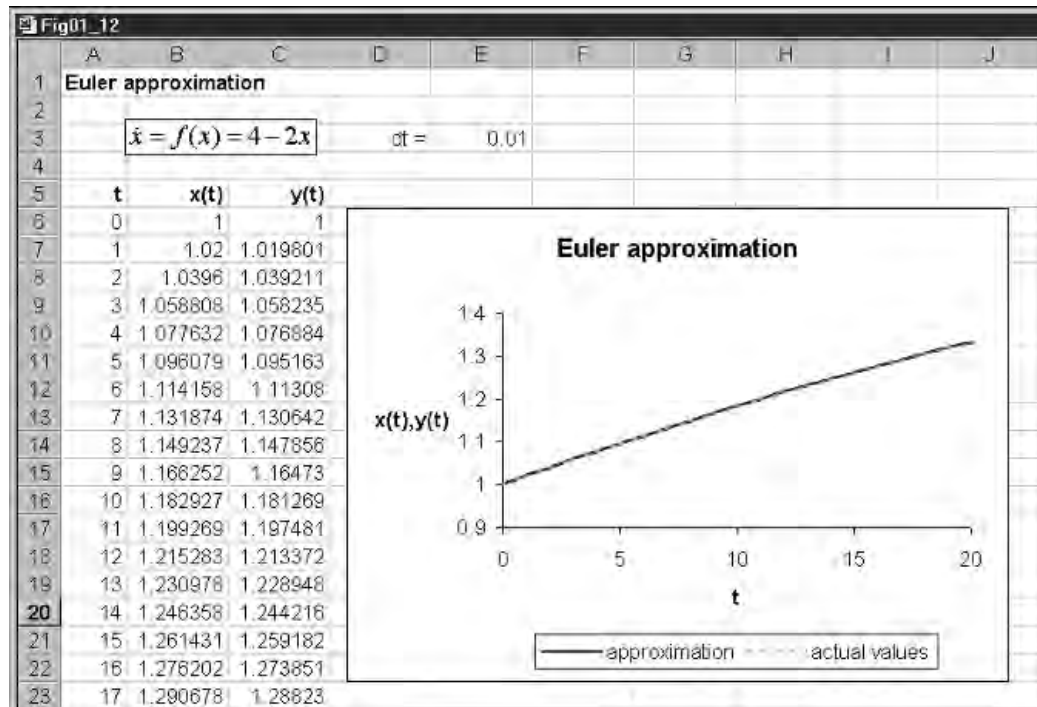 Fig01_12
A B C D E F G H I J
1 Euler approximation
2
3 ẋ = f(x) = 4 − 2x dt = 0.01
4
5 t x(t) y(t)
6 0 1 1
7 1 1.02 1.019801
8 2 1.0396 1.039211
9 3 1.058808 1.058235
10 4 1.077632 1.076884
11 5 1.096079 1.095163
12 6 1.114158 1.11308
13 7 1.131874 1.130642
14 8 1.149237 1.147856
15 9 1.166252 1.16473
16 10 1.182927 1.181269
17 11 1.199269 1.197481
18 12 1.215283 1.213372
19 13 1.230978 1.228948
20 14 1.246358 1.244216
21 15 1.261431 1.259182
22 16 1.276202 1.273851
23 17 1.290678 1.28823
Euler approximation
1.4
1.3
1.2
x(t),y(t)
1.1
1
0.9
0 5 10 15 20
t
approximation actual values